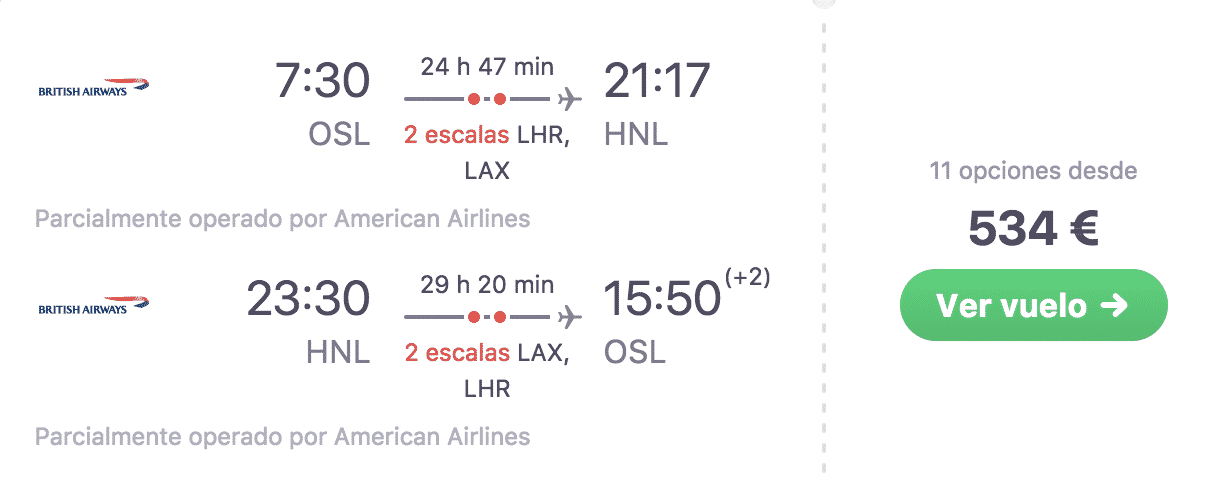 BRITISH AIRWAYS
7:30
24 h 47 min
21:17
OSL
2 escalas LHR,
LAX
HNL
Parcialmente operado por American Airlines
BRITISH AIRWAYS
23:30
29 h 20 min
15:50(+2)
HNL
2 escalas LAX,
LHR
OSL
Parcialmente operado por American Airlines
11 opciones desde
534 €
Ver vuelo →